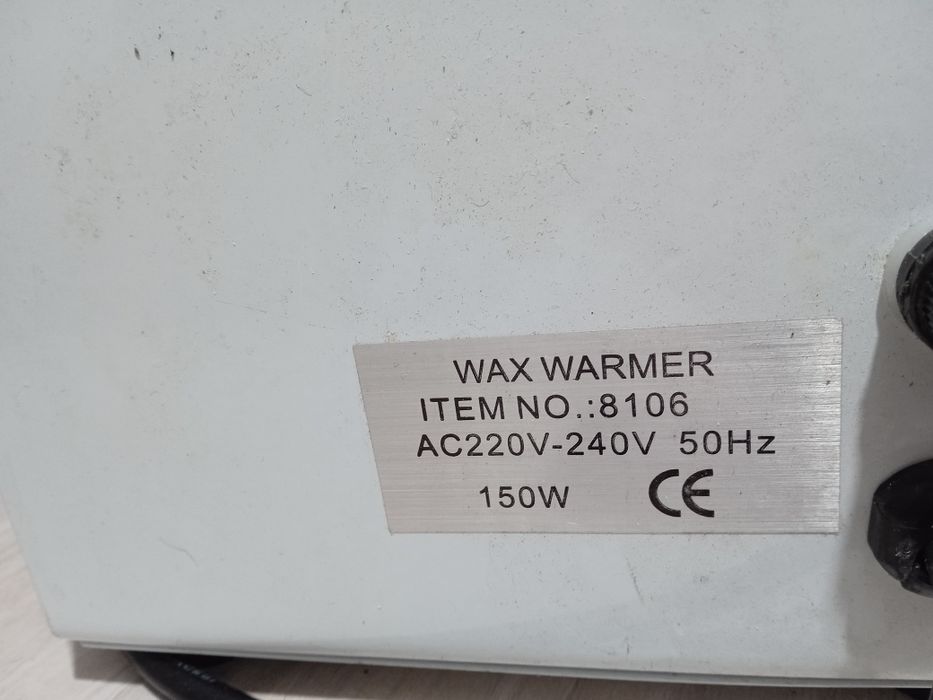 WAX WARMER
ITEM NO.:8106
AC220V-240V 50Hz
150W CE